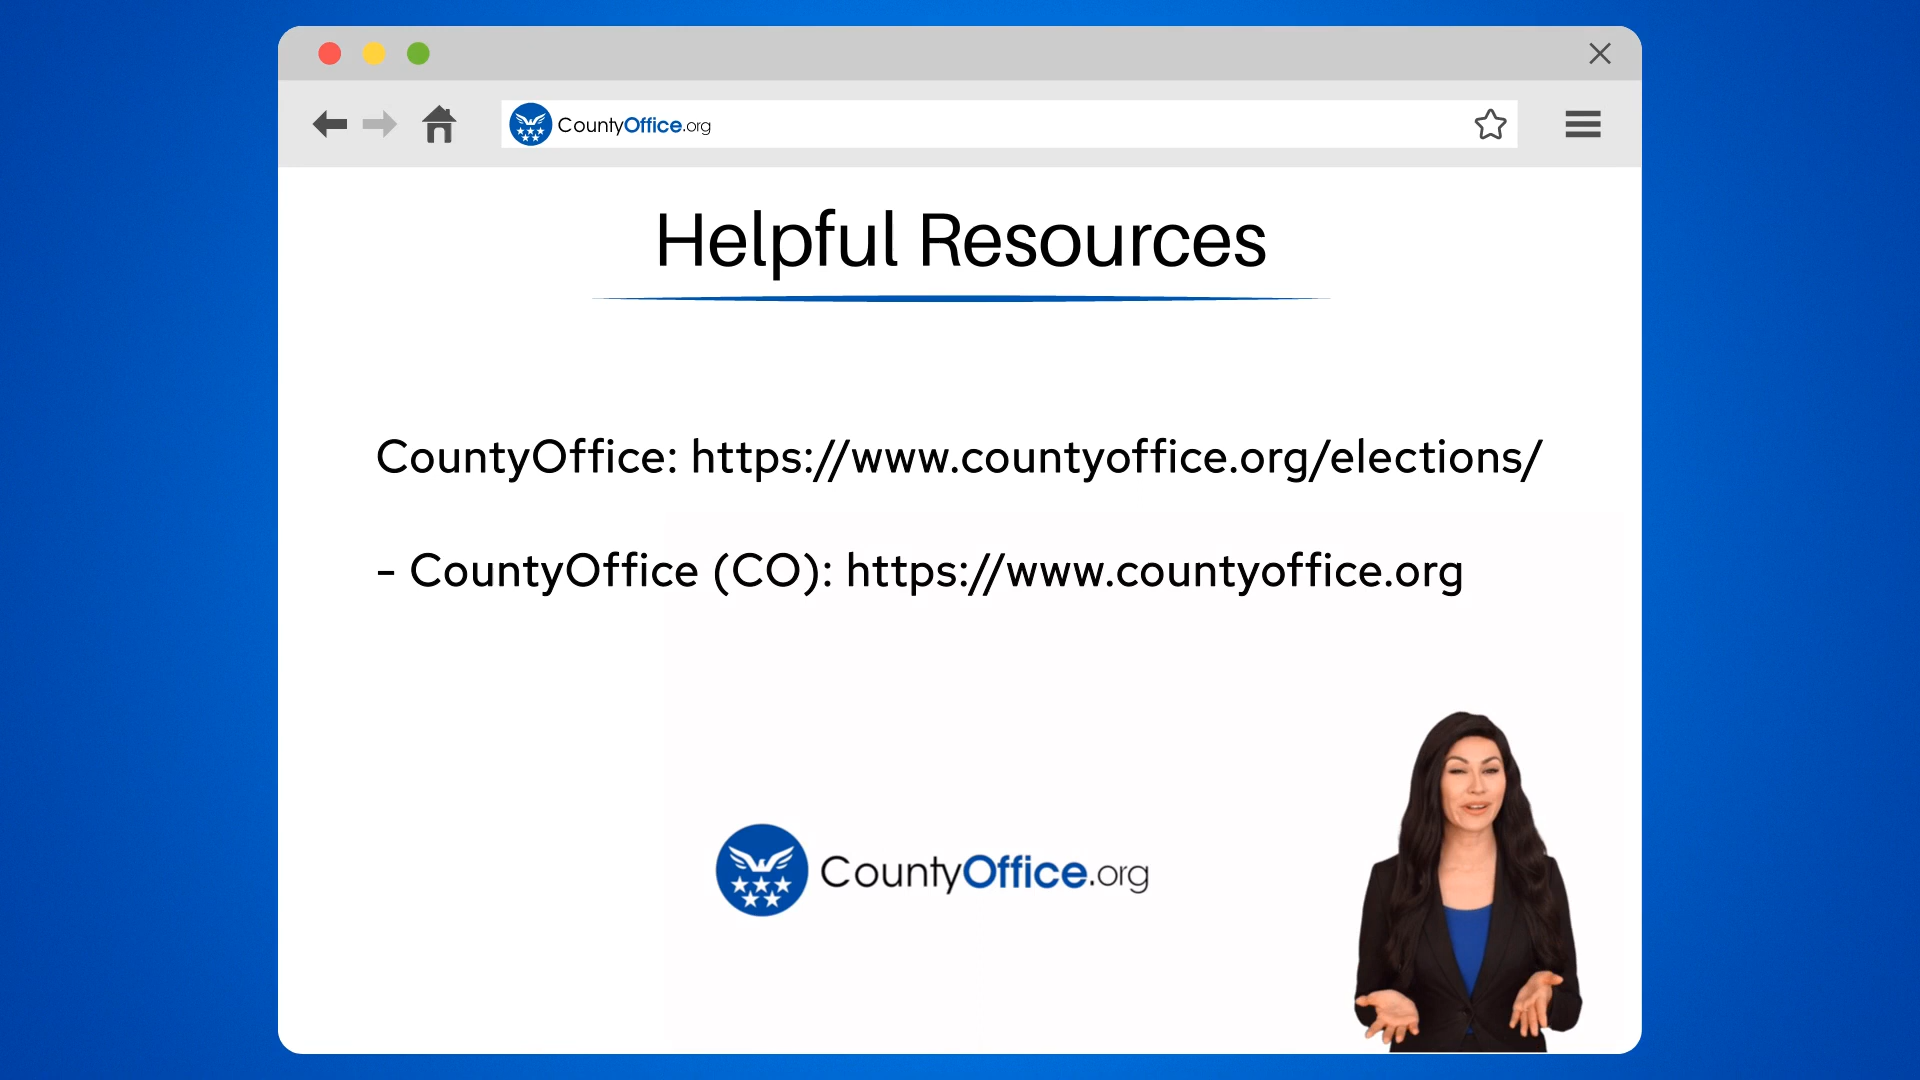 CountyOffice.org
Helpful Resources
CountyOffice: https://www.countyoffice.org/elections/
- CountyOffice (CO): https://www.countyoffice.org
CountyOffice.org